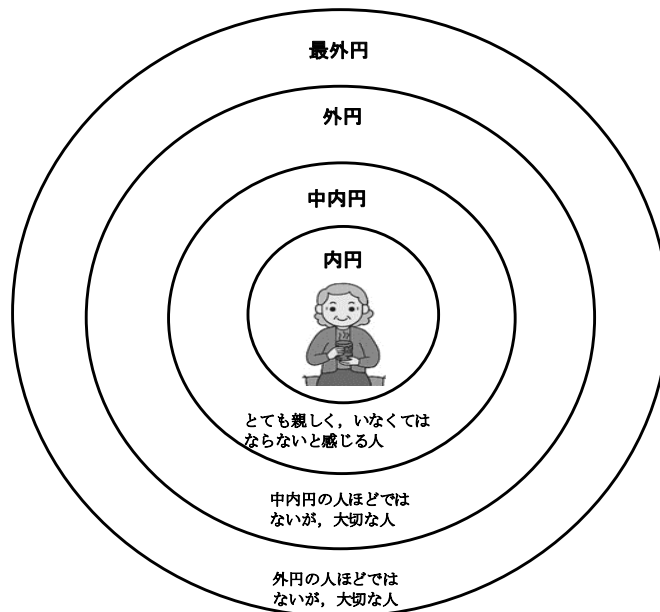 最外円
外円
中内円
内円
とても親しく，いなくては
ならないと感じる人
中内円の人ほどでは
ないが，大切な人
外円の人ほどでは
ないが，大切な人